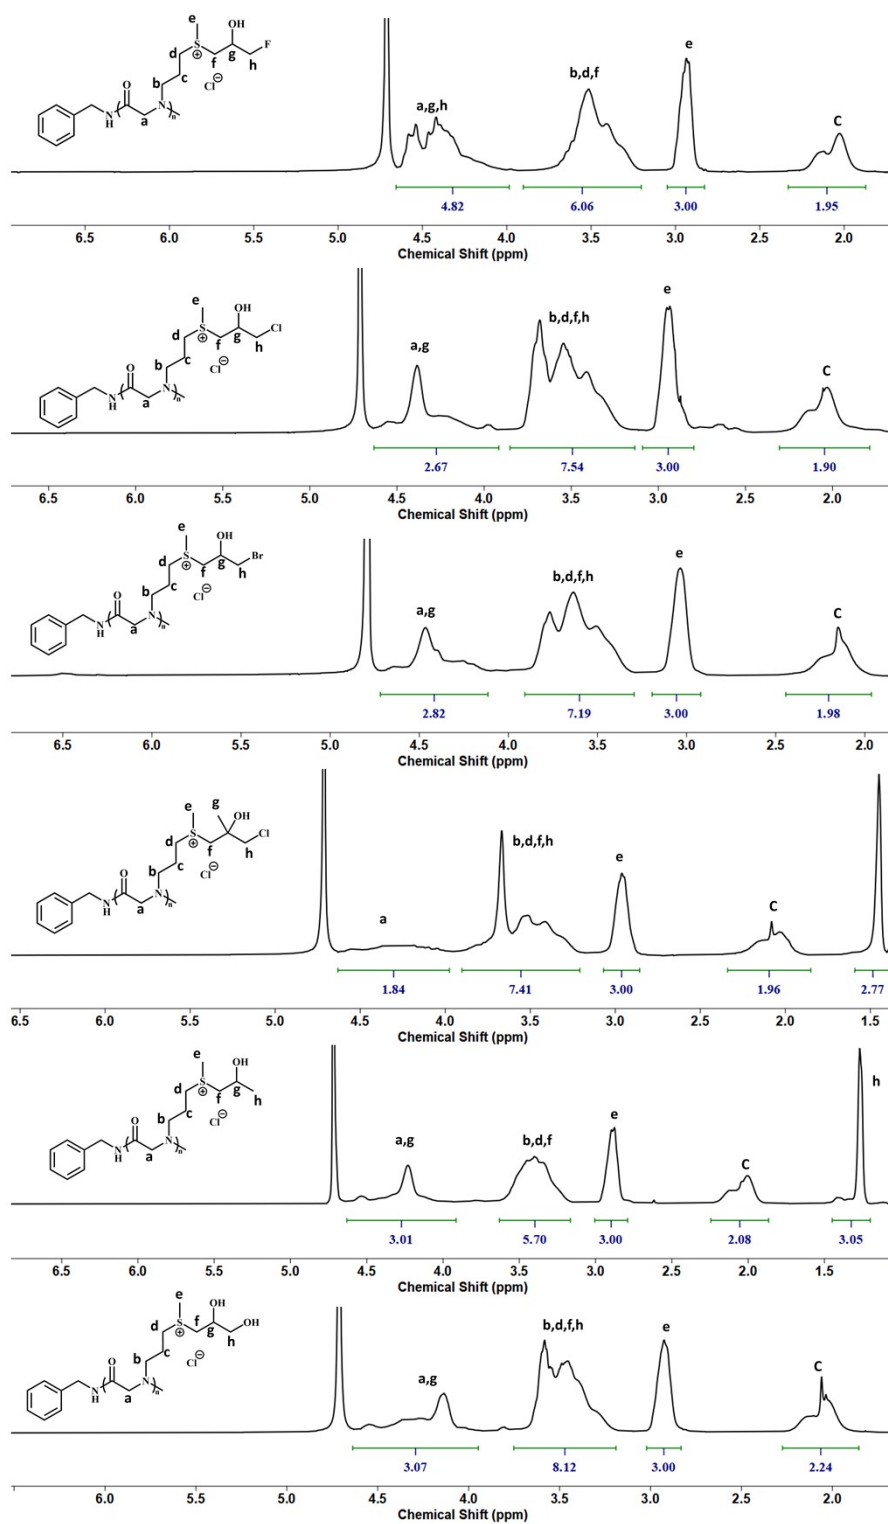 e
OH
d
S
⊕
g
F
f
h
b
c
Cl⊖
O
N
H
a
N
n
a,g,h
b,d,f
e
C
4.82
6.06
3.00
1.95
6.5 6.0 5.5 5.0 4.5 4.0 3.5 3.0 2.5 2.0
Chemical Shift (ppm)
e
OH
d
S
⊕
g
Cl
f
h
b
c
Cl⊖
O
N
H
a
N
n
a,g
b,d,f,h
e
C
2.67
7.54
3.00
1.90
6.5 6.0 5.5 5.0 4.5 4.0 3.5 3.0 2.5 2.0
Chemical Shift (ppm)
e
OH
d
S
⊕
g
Br
f
h
b
c
Cl⊖
O
N
H
a
N
n
a,g
b,d,f,h
e
C
2.82
7.19
3.00
1.98
6.5 6.0 5.5 5.0 4.5 4.0 3.5 3.0 2.5 2.0
Chemical Shift (ppm)
e
g
OH
d
S
⊕
Cl
f
h
b
c
Cl⊖
O
N
H
a
N
n
a
b,d,f,h
e
C
1.84
7.41
3.00
1.96
2.77
6.5 6.0 5.5 5.0 4.5 4.0 3.5 3.0 2.5 2.0 1.5
Chemical Shift (ppm)
e
OH
d
S
⊕
g
f
h
b
c
Cl⊖
O
N
H
a
N
n
a,g
b,d,f
e
C
h
3.01
5.70
3.00
2.08
3.05
6.5 6.0 5.5 5.0 4.5 4.0 3.5 3.0 2.5 2.0 1.5
Chemical Shift (ppm)
e
OH
d
S
⊕
f
g
OH
h
b
c
Cl⊖
O
N
H
a
N
n
a,g
b,d,f,h
e
C
3.07
8.12
3.00
2.24
6.0 5.5 5.0 4.5 4.0 3.5 3.0 2.5 2.0
Chemical Shift (ppm)